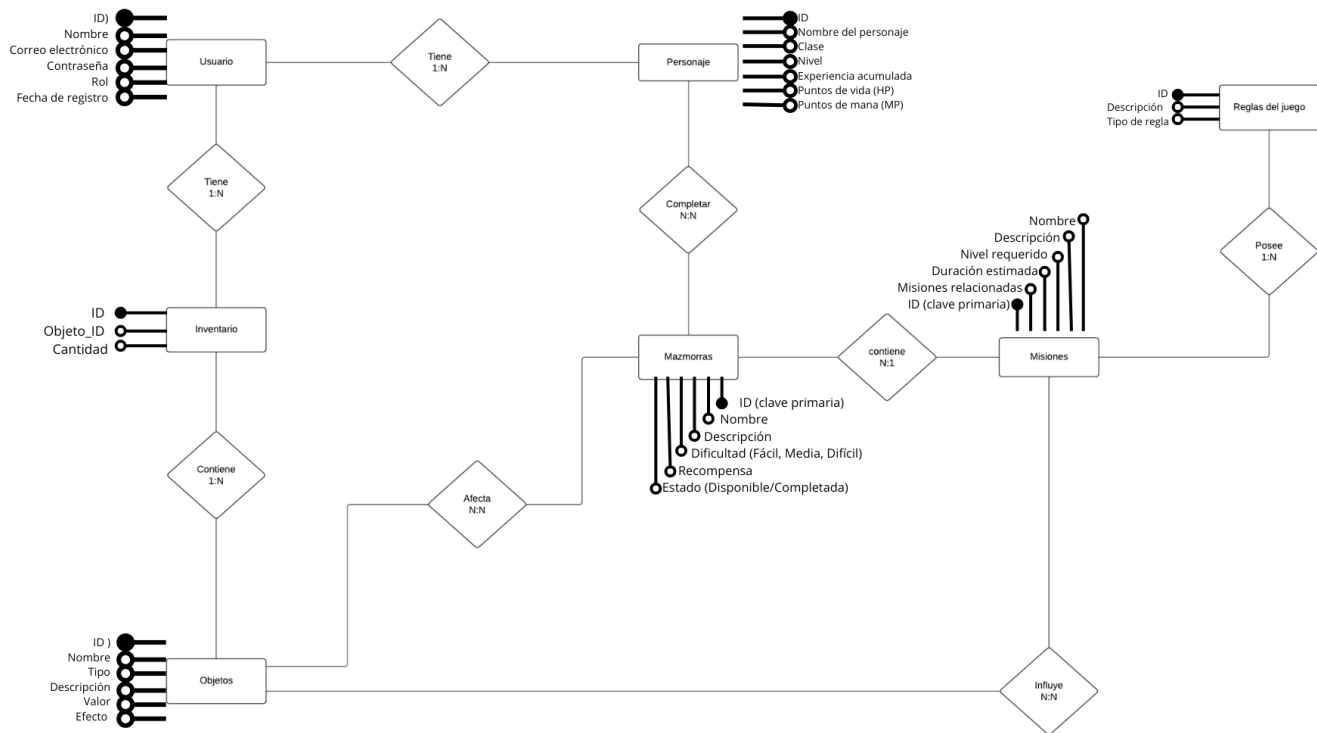 ID)
Nombre
Correo electrónico
Contraseña
Rol
Fecha de registro
Usuario
Tiene
1:N
Personaje
ID
Nombre del personaje
Clase
Nivel
Experiencia acumulada
Puntos de vida (HP)
Puntos de mana (MP)
ID
Descripción
Tipo de regla
Reglas del juego
Tiene
1:N
Completar
N:N
Nombre
Descripción
Nivel requerido
Duración estimada
Misiones relacionadas
ID (clave primaria)
Posee
1:N
ID
Objeto_ID
Cantidad
Inventario
Mazmorras
contiene
N:1
Misiones
ID (clave primaria)
Nombre
Descripción
Dificultad (Fácil, Media, Difícil)
Recompensa
Estado (Disponible/Completada)
Contiene
1:N
Afecta
N:N
ID )
Nombre
Tipo
Descripción
Valor
Efecto
Objetos
Influye
N:N